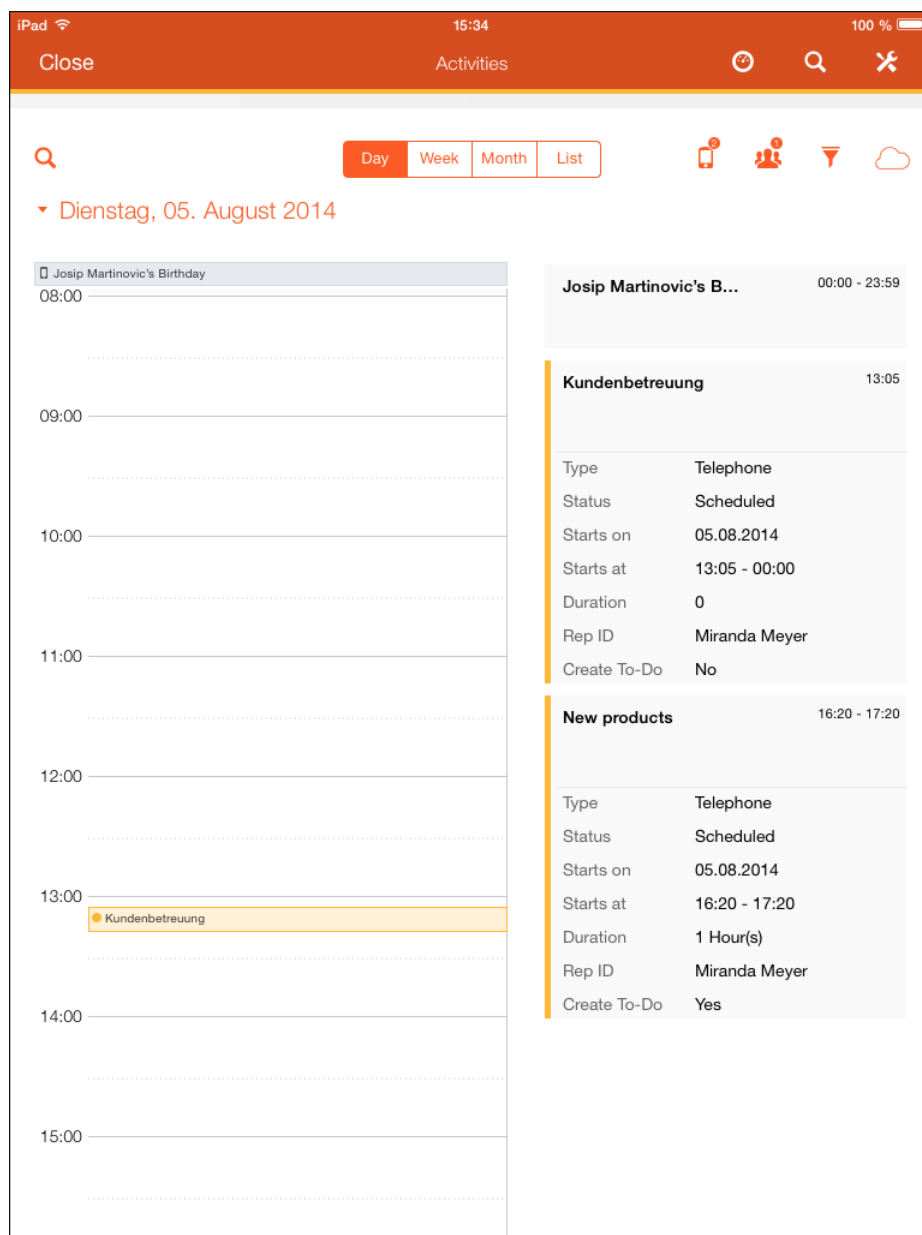 iPad 15:34 100 %
Close Activities
2 1
Day Week Month List
Dienstag, 05. August 2014
Josip Martinovic's Birthday
08:00
09:00
10:00
11:00
12:00
13:00
Kundenbetreuung
14:00
15:00
Josip Martinovic's B... 00:00 - 23:59
Kundenbetreuung 13:05
Type Telephone
Status Scheduled
Starts on 05.08.2014
Starts at 13:05 - 00:00
Duration 0
Rep ID Miranda Meyer
Create To-Do No
New products 16:20 - 17:20
Type Telephone
Status Scheduled
Starts on 05.08.2014
Starts at 16:20 - 17:20
Duration 1 Hour(s)
Rep ID Miranda Meyer
Create To-Do Yes